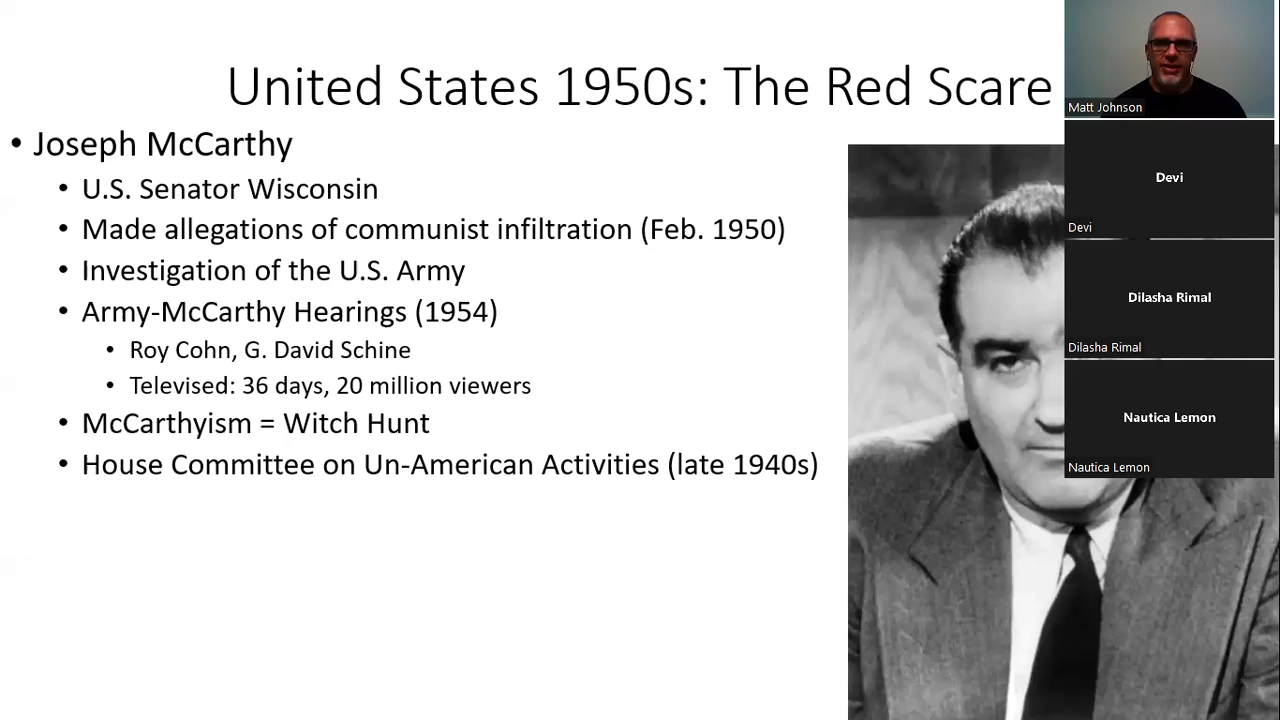 United States 1950s: The Red Scare
• Joseph McCarthy
• U.S. Senator Wisconsin
• Made allegations of communist infiltration (Feb. 1950)
• Investigation of the U.S. Army
• Army-McCarthy Hearings (1954)
• Roy Cohn, G. David Schine
• Televised: 36 days, 20 million viewers
• McCarthyism = Witch Hunt
• House Committee on Un-American Activities (late 1940s)
Matt Johnson
Devi
Devi
Dilasha Rimal
Dilasha Rimal
Nautica Lemon
Nautica Lemon